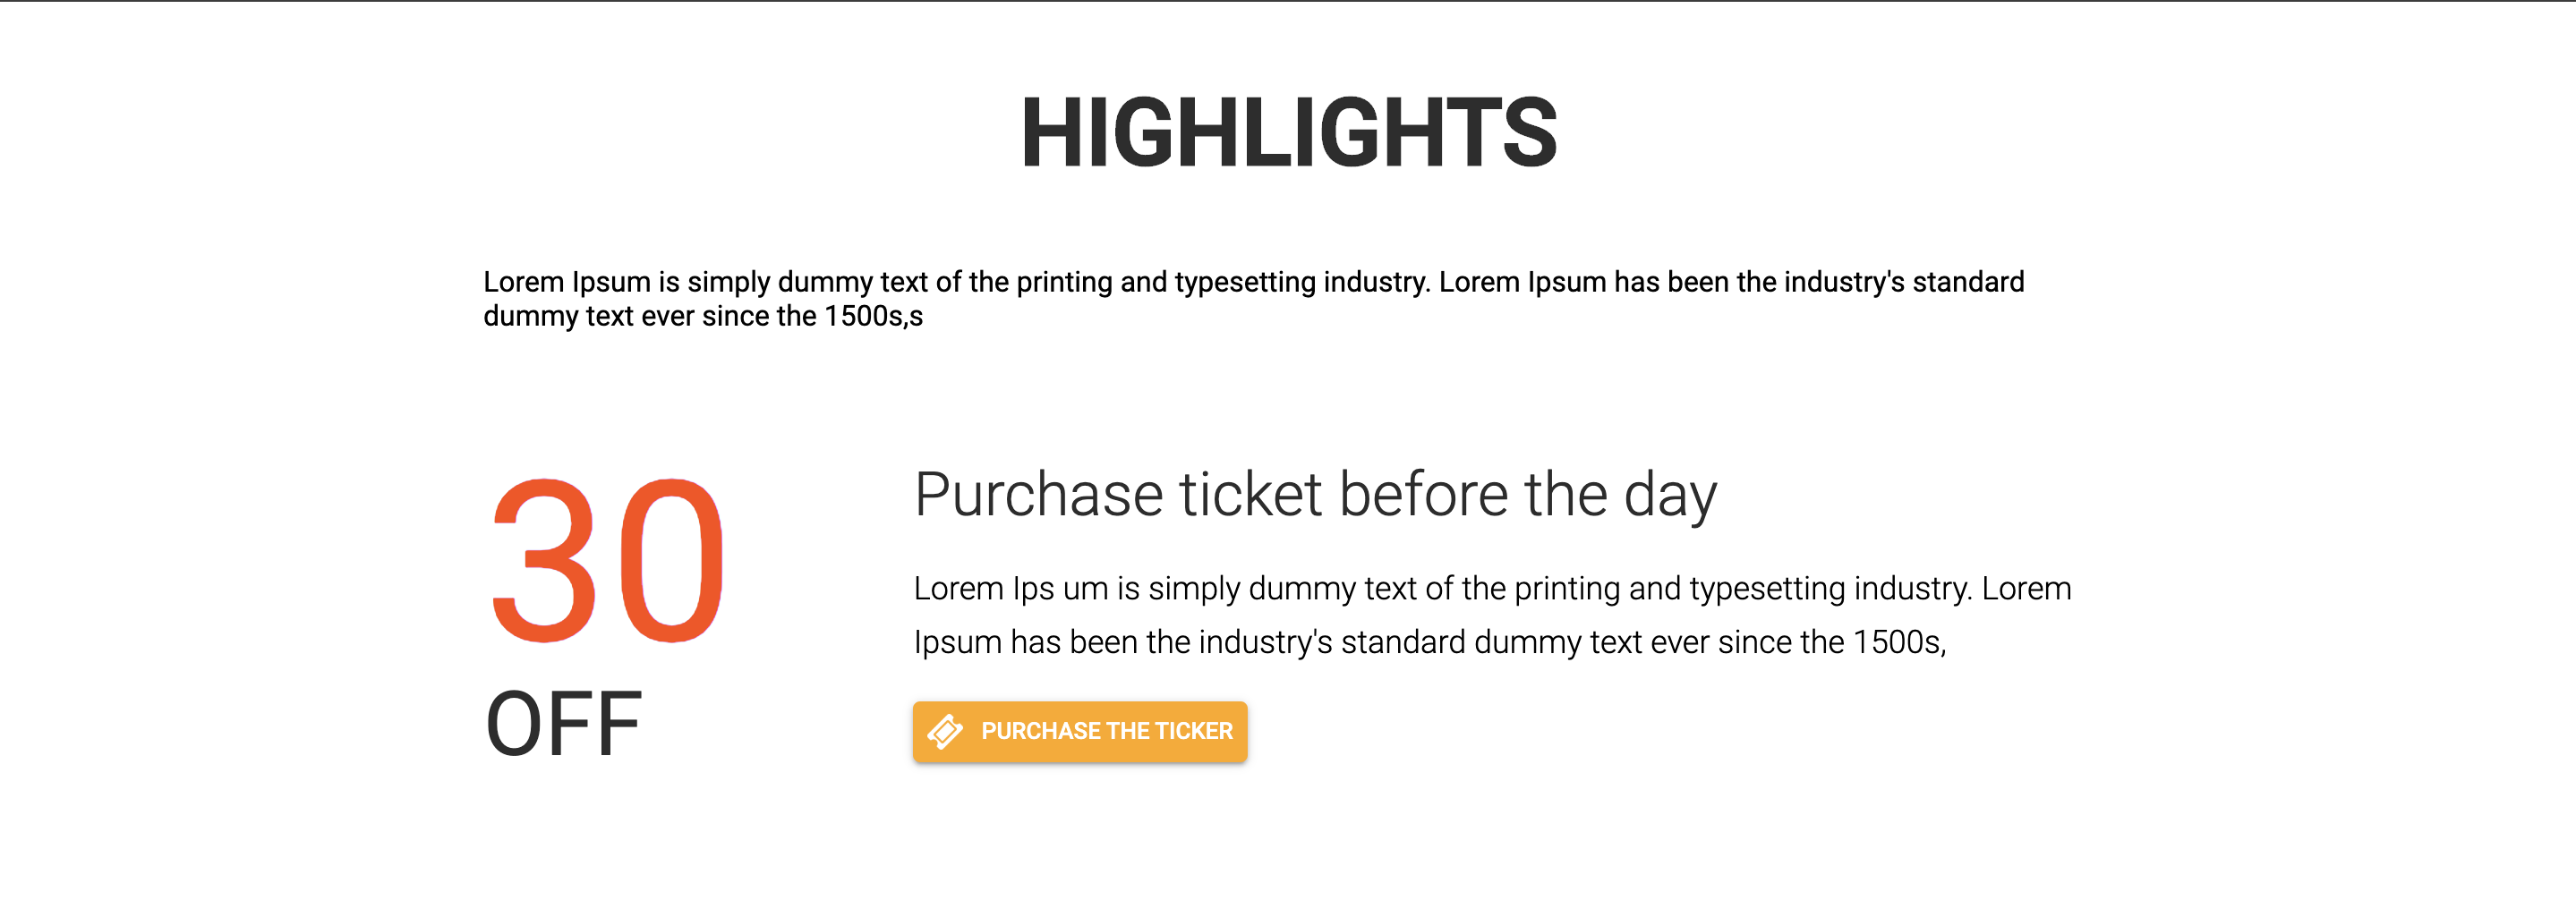 HIGHLIGHTS
Lorem Ipsum is simply dummy text of the printing and typesetting industry. Lorem Ipsum has been the industry's standard
dummy text ever since the 1500s,s
30
OFF
Purchase ticket before the day
Lorem Ips um is simply dummy text of the printing and typesetting industry. Lorem
Ipsum has been the industry's standard dummy text ever since the 1500s,
PURCHASE THE TICKER